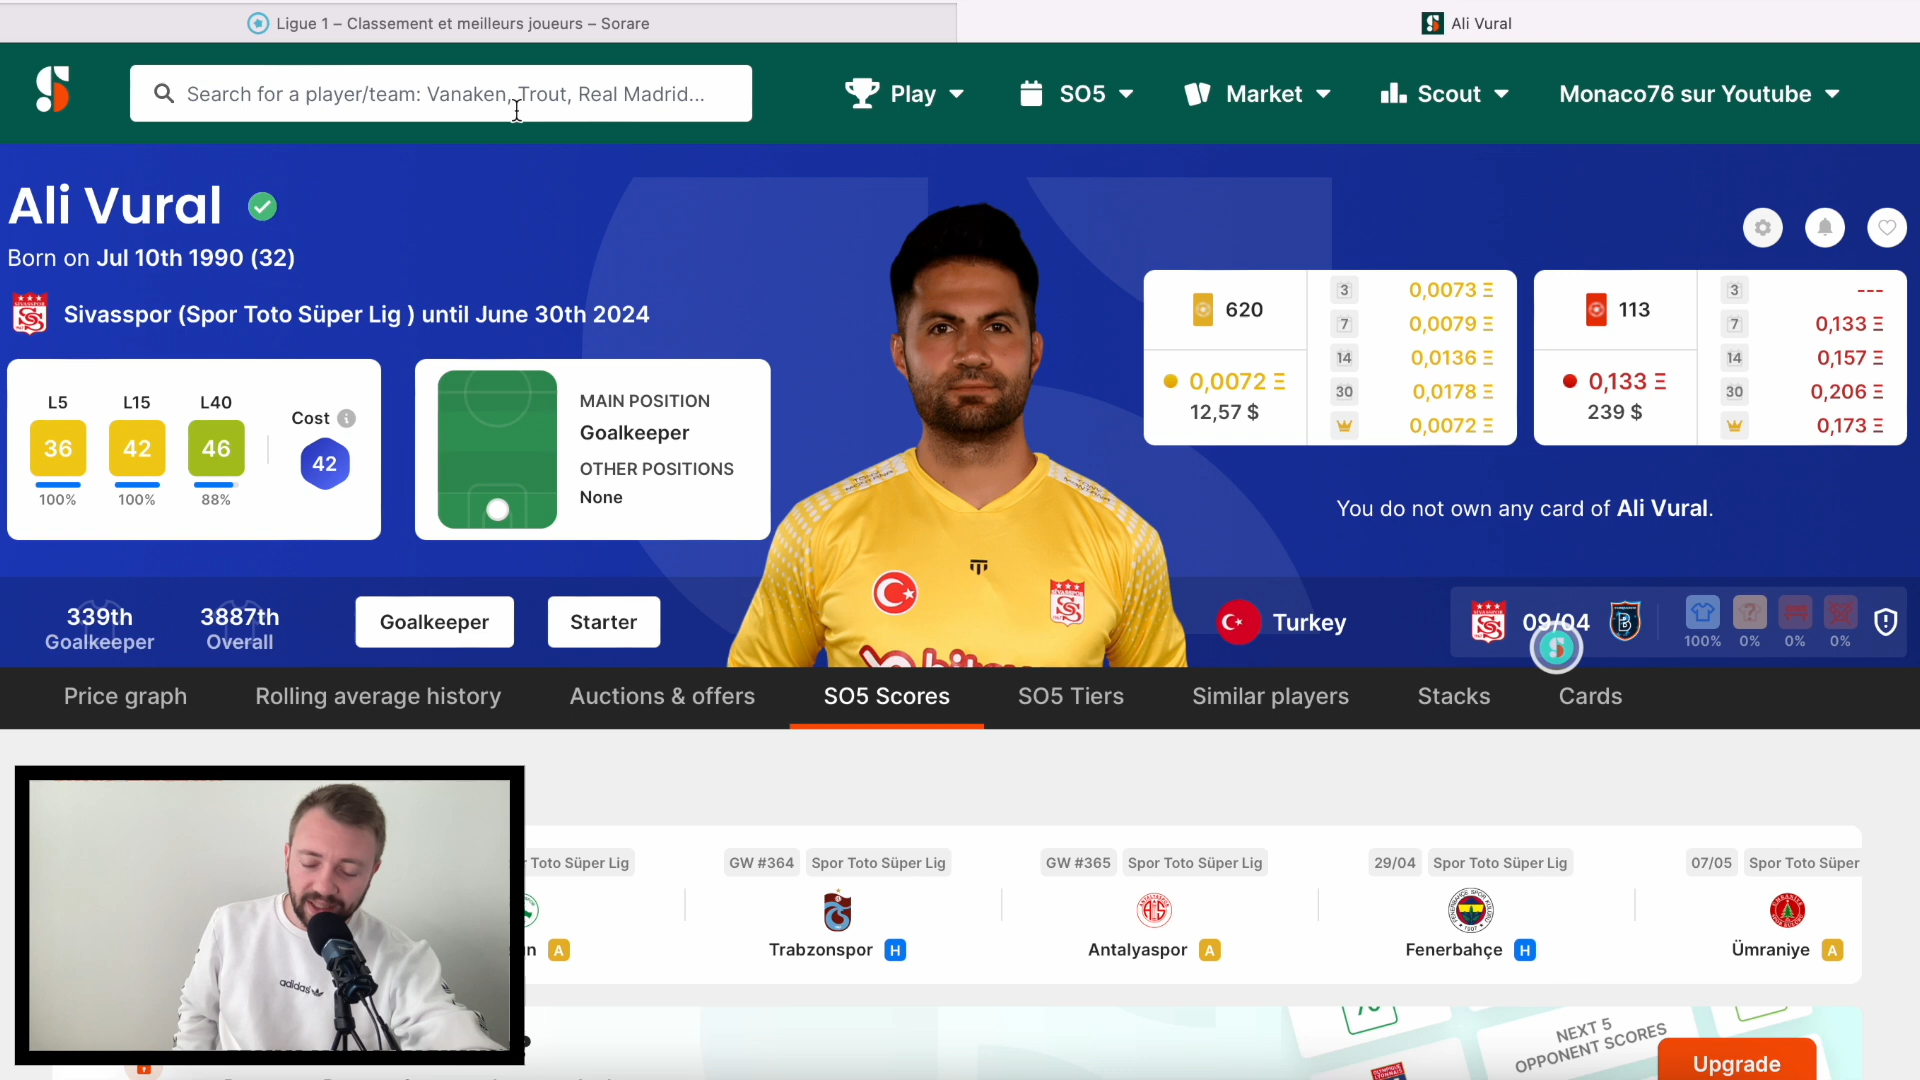 Ligue 1 – Classement et meilleurs joueurs – Sorare
Ali Vural
Search for a player/team: Vanaken, Trout, Real Madrid...
Play
SO5
Market
Scout
Monaco76 sur Youtube
Ali Vural
Born on Jul 10th 1990 (32)
Sivasspor (Spor Toto Süper Lig ) until June 30th 2024
L5 L15 L40
36 42 46
100% 100% 88%
Cost
42
MAIN POSITION
Goalkeeper
OTHER POSITIONS
None
620
0,0072 Ξ
12,57 $
3 0,0073 Ξ
7 0,0079 Ξ
14 0,0136 Ξ
30 0,0178 Ξ
0,0072 Ξ
113
0,133 Ξ
239 $
3 ---
7 0,133 Ξ
14 0,157 Ξ
30 0,206 Ξ
0,173 Ξ
You do not own any card of Ali Vural.
339th
Goalkeeper
3887th
Overall
Goalkeeper
Starter
Turkey
09/04
100% 0% 0% 0%
Price graph
Rolling average history
Auctions & offers
SO5 Scores
SO5 Tiers
Similar players
Stacks
Cards
r Toto Süper Lig
A
GW #364 Spor Toto Süper Lig
Trabzonspor H
GW #365 Spor Toto Süper Lig
Antalyaspor A
29/04 Spor Toto Süper Lig
Fenerbahçe H
07/05 Spor Toto Süper
Ümraniye A
adidas
NEXT 5
OPPONENT SCORES
Upgrade